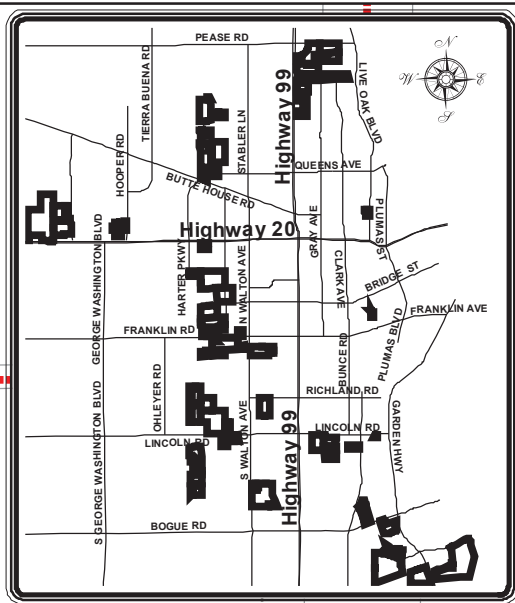 PEASE RD
N
W
E
S
TIERRA BUENA RD
STABLER LN
Highway 99
LIVE OAK BLVD
HOOPER RD
QUEENS AVE
BUTTE HOUSE RD
Highway 20
GEORGE WASHINGTON BLVD
HARTER PKWY
N WALTON AVE
GRAY AVE
CLARK AVE
PLUMAS ST
BRIDGE ST
FRANKLIN RD
FRANKLIN AVE
PLUMAS BLVD
BUNCE RD
OHLEYER RD
RICHLAND RD
S GEORGE WASHINGTON BLVD
LINCOLN RD
S WALTON AVE
LINCOLN RD
Highway 99
GARDEN HWY
BOGUE RD